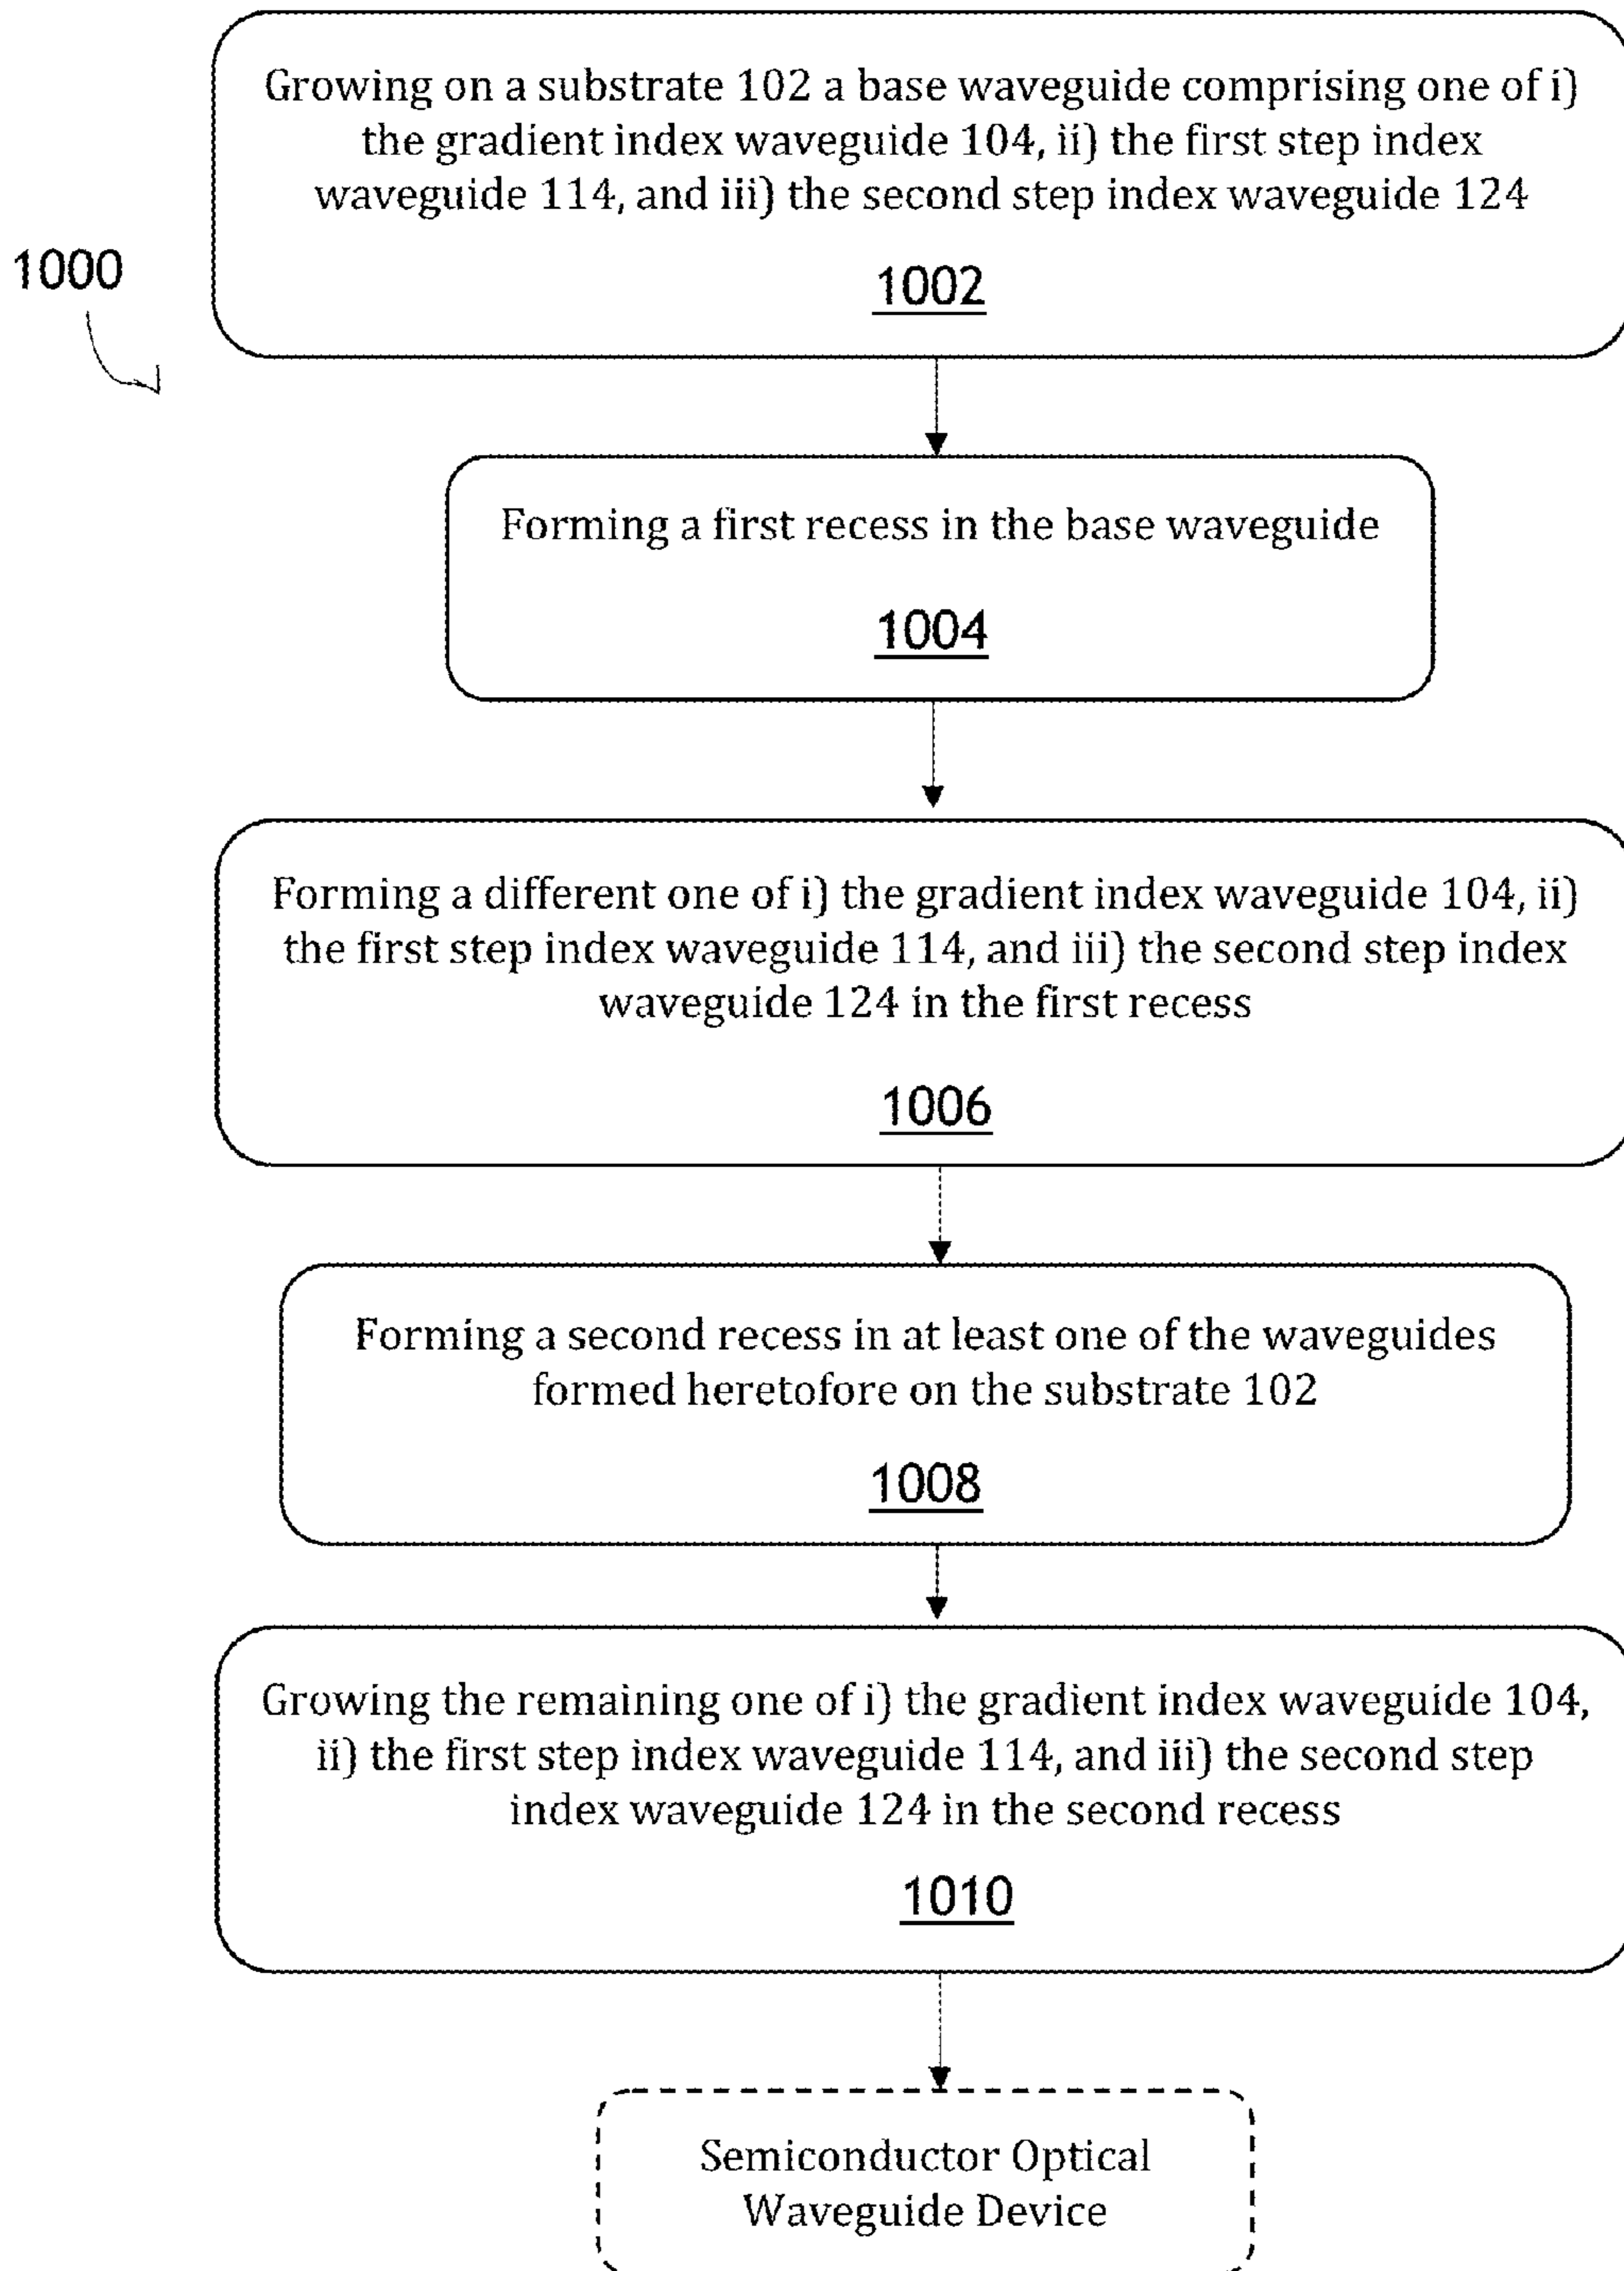 Growing on a substrate 102 a base waveguide comprising one of i)
the gradient index waveguide 104, ii) the first step index
waveguide 114, and iii) the second step index waveguide 124
1002
1000
Forming a first recess in the base waveguide
1004
Forming a different one of i) the gradient index waveguide 104, ii)
the first step index waveguide 114, and iii) the second step index
waveguide 124 in the first recess
1006
Forming a second recess in at least one of the waveguides
formed heretofore on the substrate 102
1008
Growing the remaining one of i) the gradient index waveguide 104,
ii) the first step index waveguide 114, and iii) the second step
index waveguide 124 in the second recess
1010
Semiconductor Optical
Waveguide Device